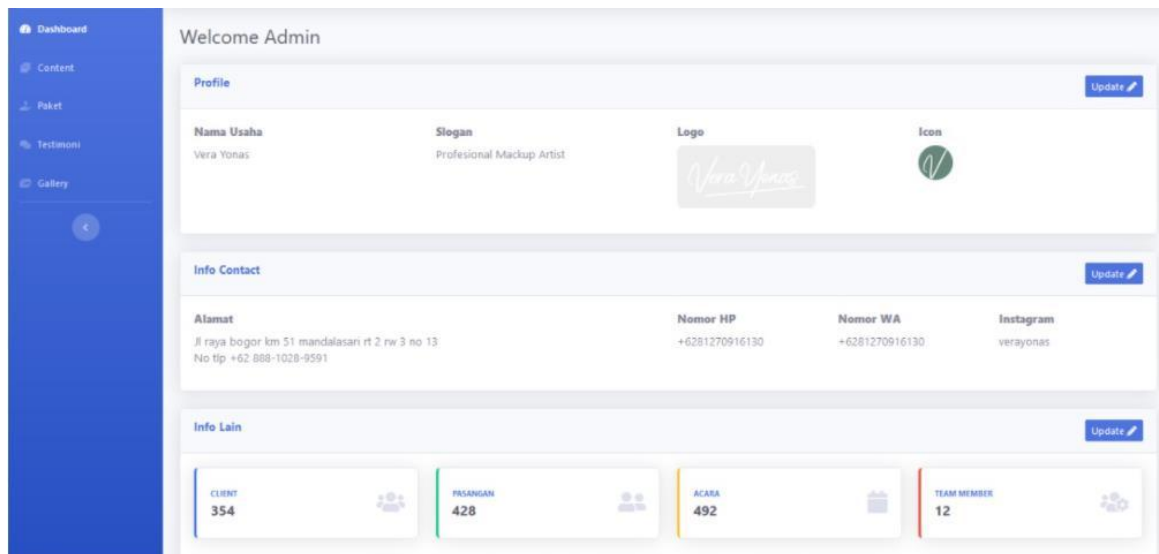 Dashboard
Content
Paket
Testimoni
Gallery
Welcome Admin
Profile
Update
Nama Usaha
Slogan
Logo
Icon
Vera Yonas
Profesional Mackup Artist
Vera Yonas
V
Info Contact
Update
Alamat
Nomor HP
Nomor WA
Instagram
Jl raya bogor km 51 mandalasari rt 2 rw 3 no 13
+6281270916130
+6281270916130
verayonas
No tlp +62 888-1028-9591
Info Lain
Update
CLIENT
354
PASANGAN
428
ACARA
492
TEAM MEMBER
12